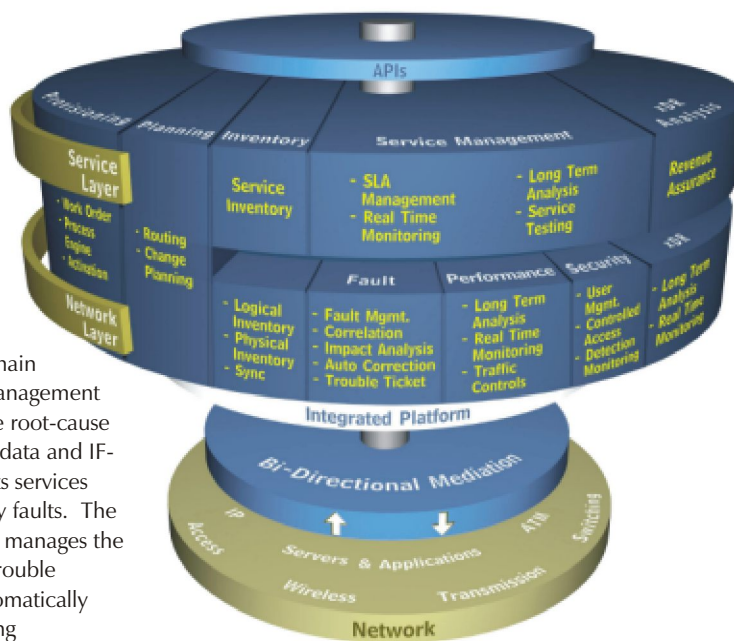 APIs
Provisioning
Planning
Inventory
Service Management
xDR
Analysis
Service
Layer
- Work Order
- Process
Engine
- Activation
- Routing
- Change
Planning
Service
Inventory
- SLA
Management
- Real Time
Monitoring
- Long Term
Analysis
- Service
Testing
Revenue
Assurance
Network
Layer
- Logical
Inventory
- Physical
Inventory
- Sync
Fault
- Fault Mgmt.
- Correlation
- Impact Analysis
- Auto Correction
- Trouble Ticket
Performance
- Long Term
Analysis
- Real Time
Monitoring
- Traffic
Controls
Security
- User
Mgmt.
- Controlled
Access
- Detection
Monitoring
xDR
- Long Term
Analysis
- Real Time
Monitoring
Integrated Platform
Bi-Directional Mediation
IP
Access
Servers & Applications
ATM
Switching
Wireless
Transmission
Network
ain
anagement
e root-cause
data and IF-
ts services
y faults. The
manages the
rouble
omatically
ng